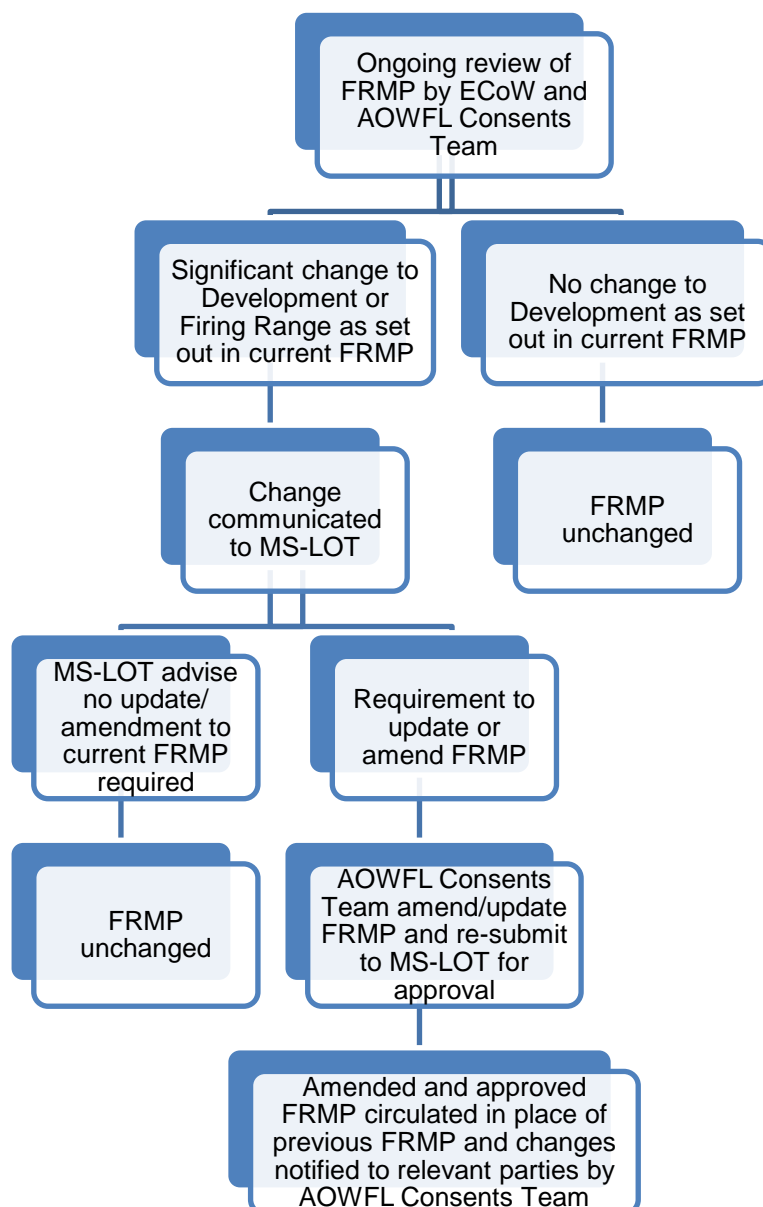 Ongoing review of
FRMP by ECoW and
AOWFL Consents
Team
Significant change to
Development or
Firing Range as set
out in current FRMP
No change to
Development as set
out in current FRMP
Change
communicated
to MS-LOT
FRMP
unchanged
MS-LOT advise
no update/
amendment to
current FRMP
required
Requirement to
update or
amend FRMP
FRMP
unchanged
AOWFL Consents
Team amend/update
FRMP and re-submit
to MS-LOT for
approval
Amended and approved
FRMP circulated in place of
previous FRMP and changes
notified to relevant parties by
AOWFL Consents Team